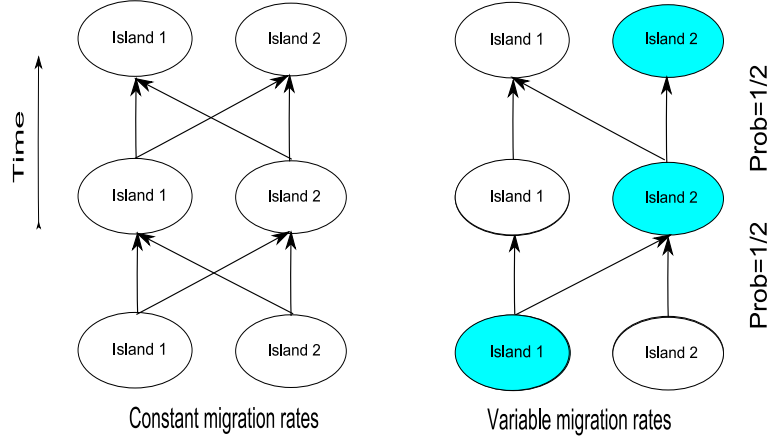 Island 1
Island 2
Island 1
Island 2
Time
Prob=1/2
Island 1
Island 2
Island 1
Island 2
Prob=1/2
Island 1
Island 2
Island 1
Island 2
Constant migration rates
Variable migration rates